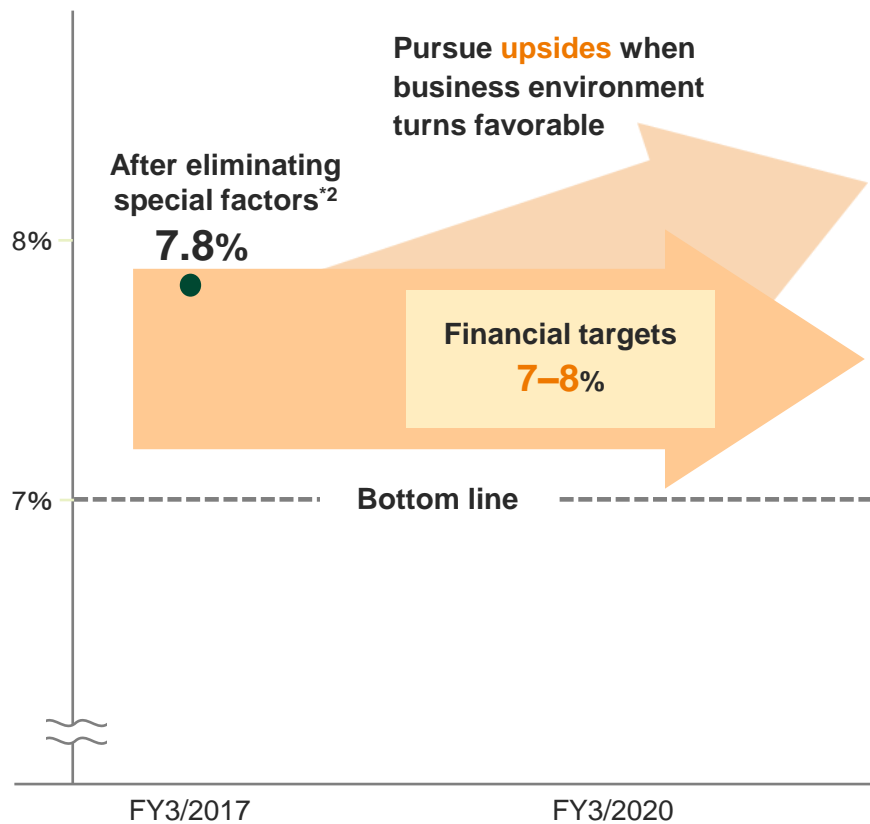 Pursue upsides when
business environment
turns favorable
After eliminating
special factors*2
7.8%
8%
Financial targets
7–8%
7%
Bottom line
FY3/2017
FY3/2020